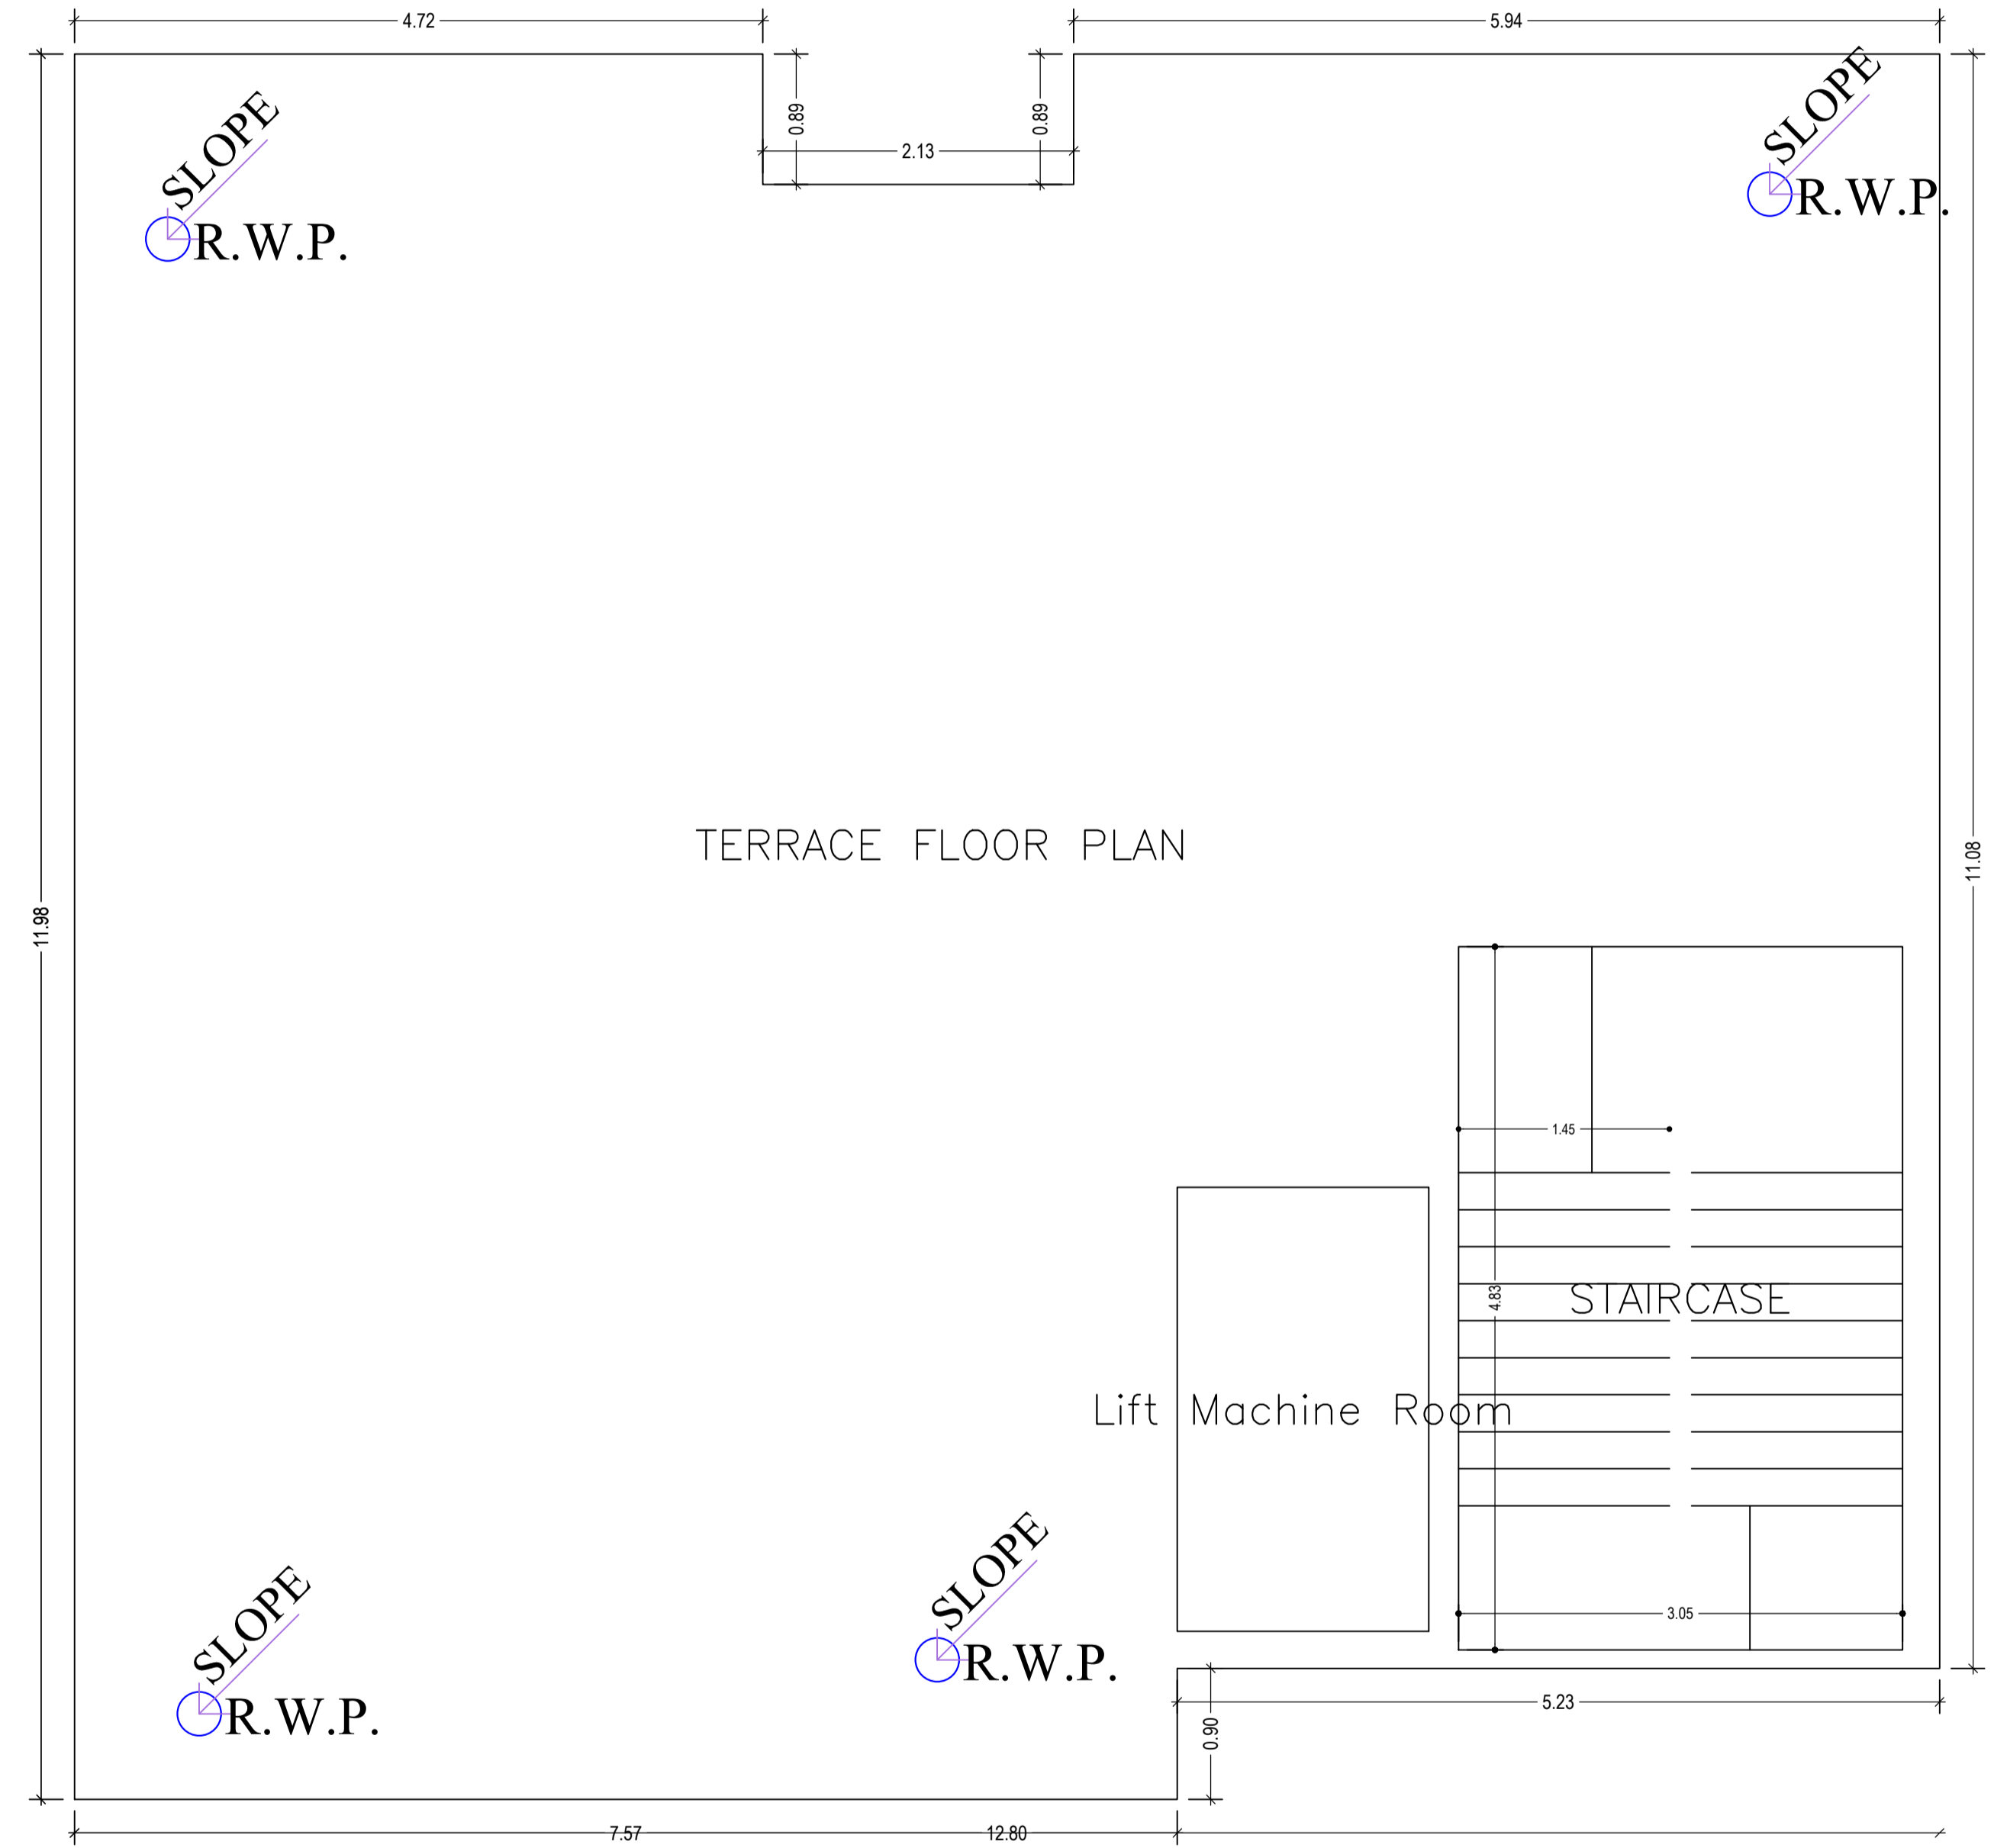 4.72
5.94
0.89
0.89
2.13
SLOPE
R.W.P.
SLOPE
R.W.P.
TERRACE FLOOR PLAN
11.98
11.08
1.45
4.83
STAIRCASE
Lift Machine Room
3.05
SLOPE
R.W.P.
SLOPE
R.W.P.
5.23
0.90
7.57
12.80